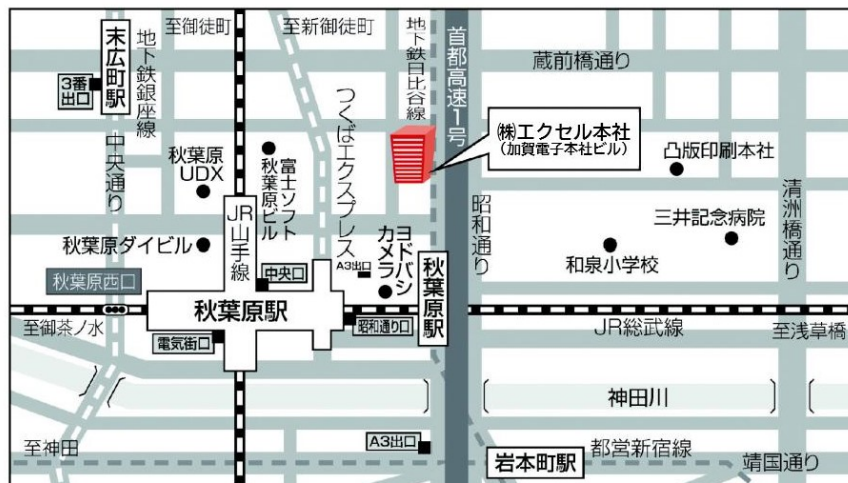 至御徒町
至新御徒町
末広町駅
地下鉄銀座線
3番
出口
中央通り
地下鉄日比谷線
首都高速1号
蔵前橋通り
つくばエクスプレス
㈱エクセル本社
(加賀電子本社ビル)
凸版印刷本社
秋葉原
UDX
富士ソフト
秋葉原ビル
JR山手線
昭和通り
三井記念病院
清洲橋通り
秋葉原ダイビル
ヨドバシ
カメラ
和泉小学校
A3出口
秋葉原西口
中央口
秋葉原駅
秋葉原駅
至御茶ノ水
電気街口
昭和通り口
JR総武線
至浅草橋
神田川
至神田
A3出口
岩本町駅
都営新宿線
靖国通り